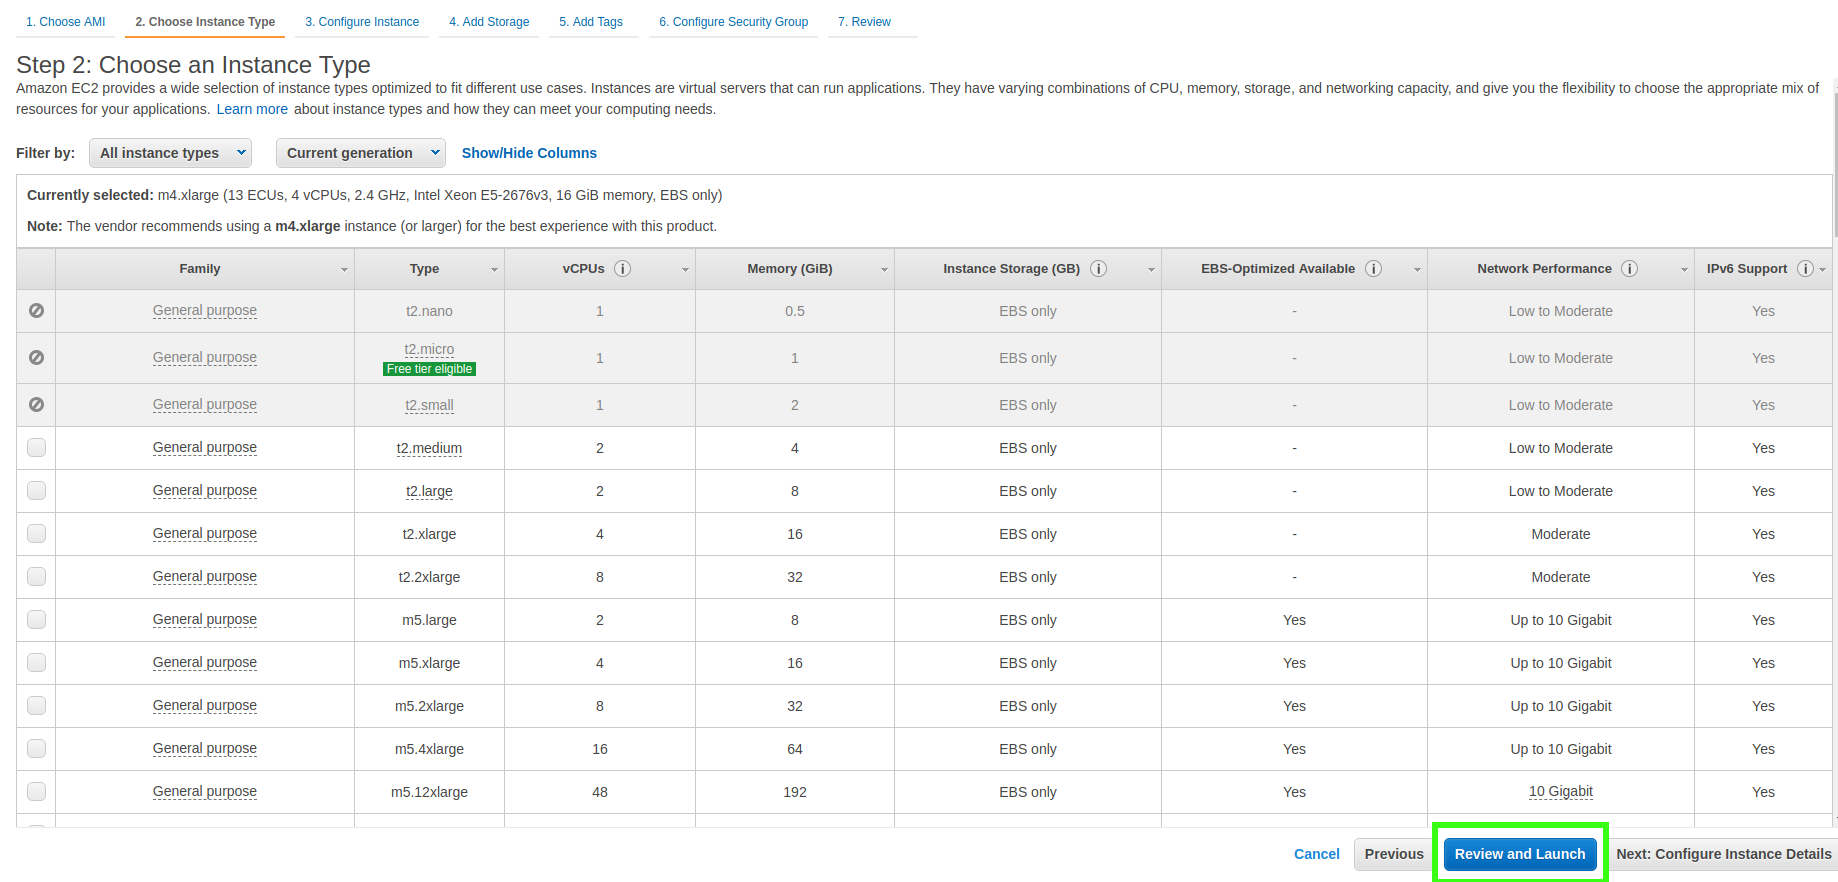 1. Choose AMI 2. Choose Instance Type 3. Configure Instance 4. Add Storage 5. Add Tags 6. Configure Security Group 7. Review
Step 2: Choose an Instance Type
Amazon EC2 provides a wide selection of instance types optimized to fit different use cases. Instances are virtual servers that can run applications. They have varying combinations of CPU, memory, storage, and networking capacity, and give you the flexibility to choose the appropriate mix of
resources for your applications. Learn more about instance types and how they can meet your computing needs.
Filter by: All instance types Current generation Show/Hide Columns
Currently selected: m4.xlarge (13 ECUs, 4 vCPUs, 2.4 GHz, Intel Xeon E5-2676v3, 16 GiB memory, EBS only)
Note: The vendor recommends using a m4.xlarge instance (or larger) for the best experience with this product.
Family Type vCPUs i Memory (GiB) Instance Storage (GB) i EBS-Optimized Available i Network Performance i IPv6 Support i
General purpose t2.nano 1 0.5 EBS only - Low to Moderate Yes
General purpose t2.micro 1 1 EBS only - Low to Moderate Yes
Free tier eligible
General purpose t2.small 1 2 EBS only - Low to Moderate Yes
General purpose t2.medium 2 4 EBS only - Low to Moderate Yes
General purpose t2.large 2 8 EBS only - Low to Moderate Yes
General purpose t2.xlarge 4 16 EBS only - Moderate Yes
General purpose t2.2xlarge 8 32 EBS only - Moderate Yes
General purpose m5.large 2 8 EBS only Yes Up to 10 Gigabit Yes
General purpose m5.xlarge 4 16 EBS only Yes Up to 10 Gigabit Yes
General purpose m5.2xlarge 8 32 EBS only Yes Up to 10 Gigabit Yes
General purpose m5.4xlarge 16 64 EBS only Yes Up to 10 Gigabit Yes
General purpose m5.12xlarge 48 192 EBS only Yes 10 Gigabit Yes
Cancel Previous Review and Launch Next: Configure Instance Details